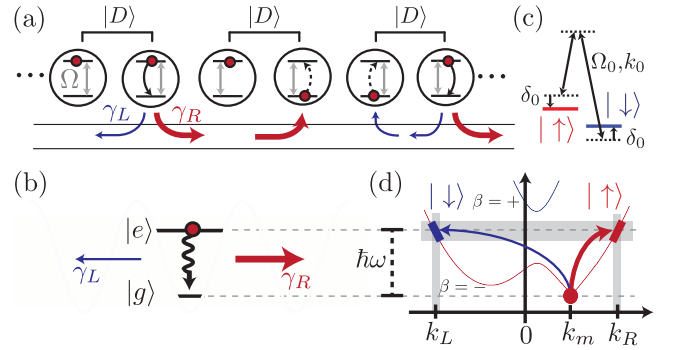 (a) |D⟩ |D⟩ |D⟩ (c)
Ω
γL γR
Ω₀,k₀
δ₀ |↓⟩
|↑⟩ δ₀
(b) (d)
|e⟩
γL γR
|g⟩
ħω
|↓⟩ β = + |↑⟩
β = −
kL 0 km kR